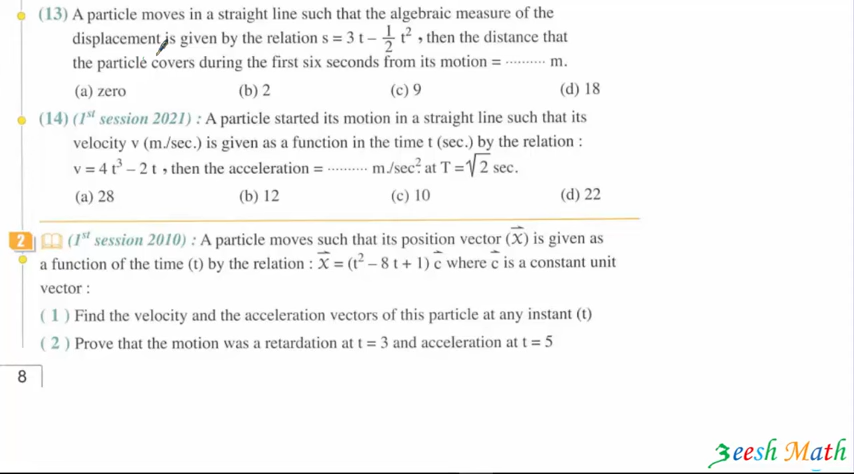 (13) A particle moves in a straight line such that the algebraic measure of the
displacement is given by the relation s = 3 t – 1/2 t² , then the distance that
the particle covers during the first six seconds from its motion = ·········· m.
(a) zero (b) 2 (c) 9 (d) 18
(14) (1st session 2021) : A particle started its motion in a straight line such that its
velocity v (m./sec.) is given as a function in the time t (sec.) by the relation :
v = 4 t³ – 2 t , then the acceleration = ·········· m./sec². at T = √2 sec.
(a) 28 (b) 12 (c) 10 (d) 22
2 (1st session 2010) : A particle moves such that its position vector (X⃗) is given as
a function of the time (t) by the relation : X⃗ = (t² – 8 t + 1) c⃗ where c⃗ is a constant unit
vector :
( 1 ) Find the velocity and the acceleration vectors of this particle at any instant (t)
( 2 ) Prove that the motion was a retardation at t = 3 and acceleration at t = 5
8
3eesh Math